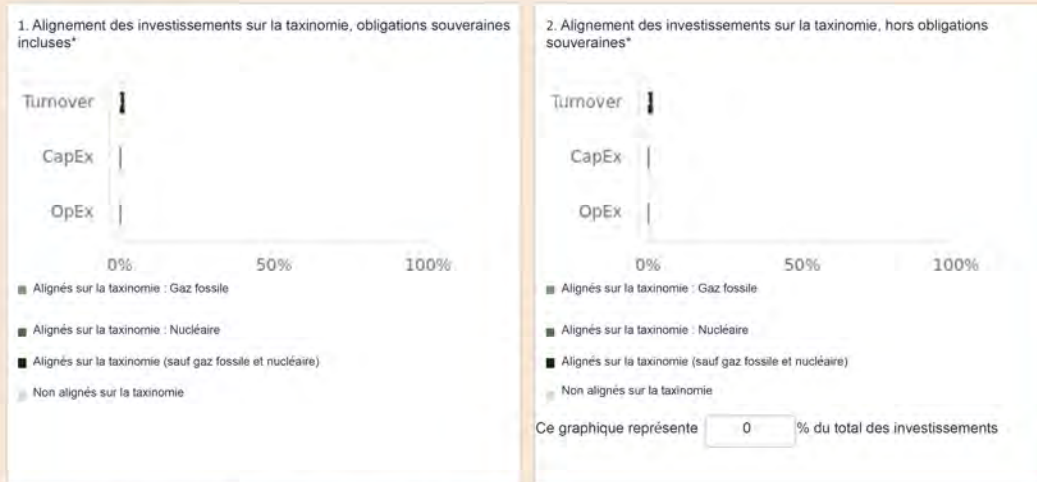 1. Alignement des investissements sur la taxinomie, obligations souveraines
incluses*
Turnover
CapEx
OpEx
0% 50% 100%
Alignés sur la taxinomie : Gaz fossile
Alignés sur la taxinomie : Nucléaire
Alignés sur la taxinomie (sauf gaz fossile et nucléaire)
Non alignés sur la taxinomie
2. Alignement des investissements sur la taxinomie, hors obligations
souveraines*
Turnover
CapEx
OpEx
0% 50% 100%
Alignés sur la taxinomie : Gaz fossile
Alignés sur la taxinomie : Nucléaire
Alignés sur la taxinomie (sauf gaz fossile et nucléaire)
Non alignés sur la taxinomie
Ce graphique représente 0 % du total des investissements